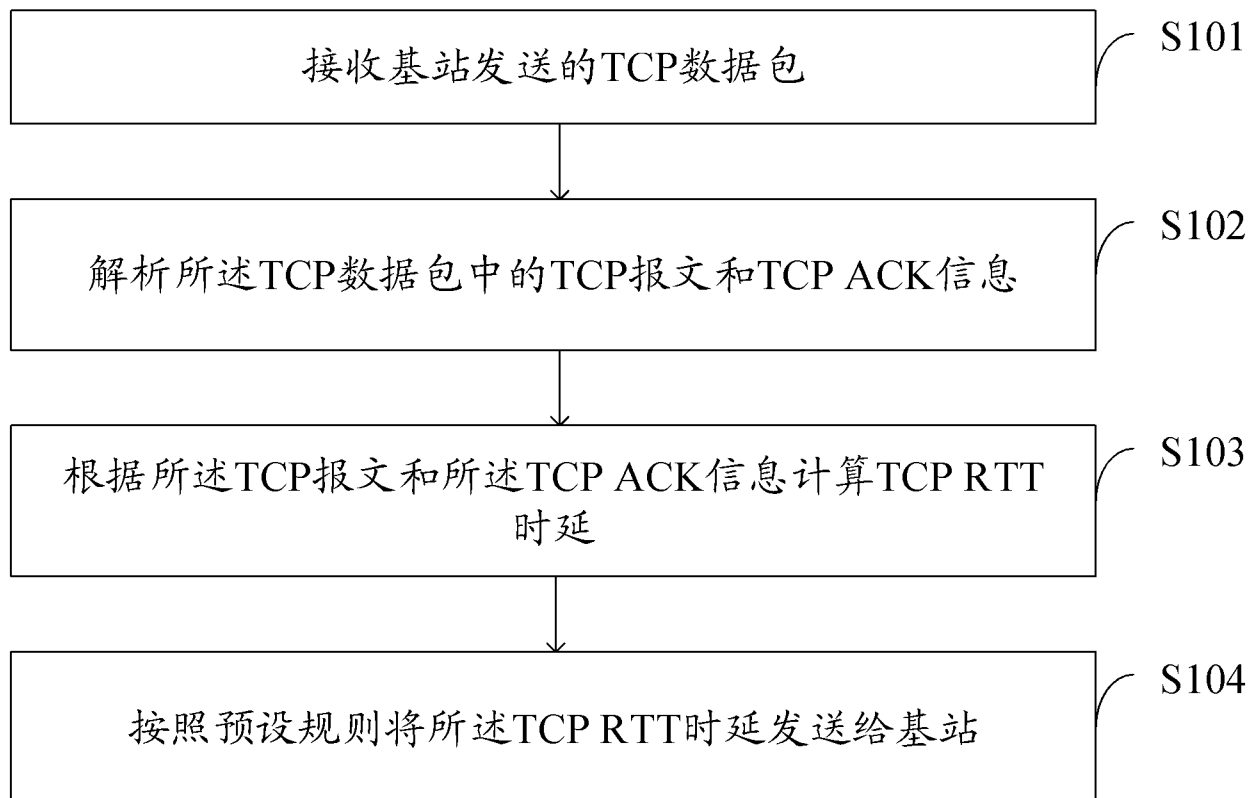 接收基站发送的TCP数据包
S101
解析所述TCP数据包中的TCP报文和TCP ACK信息
S102
根据所述TCP报文和所述TCP ACK信息计算TCP RTT
时延
S103
按照预设规则将所述TCP RTT时延发送给基站
S104